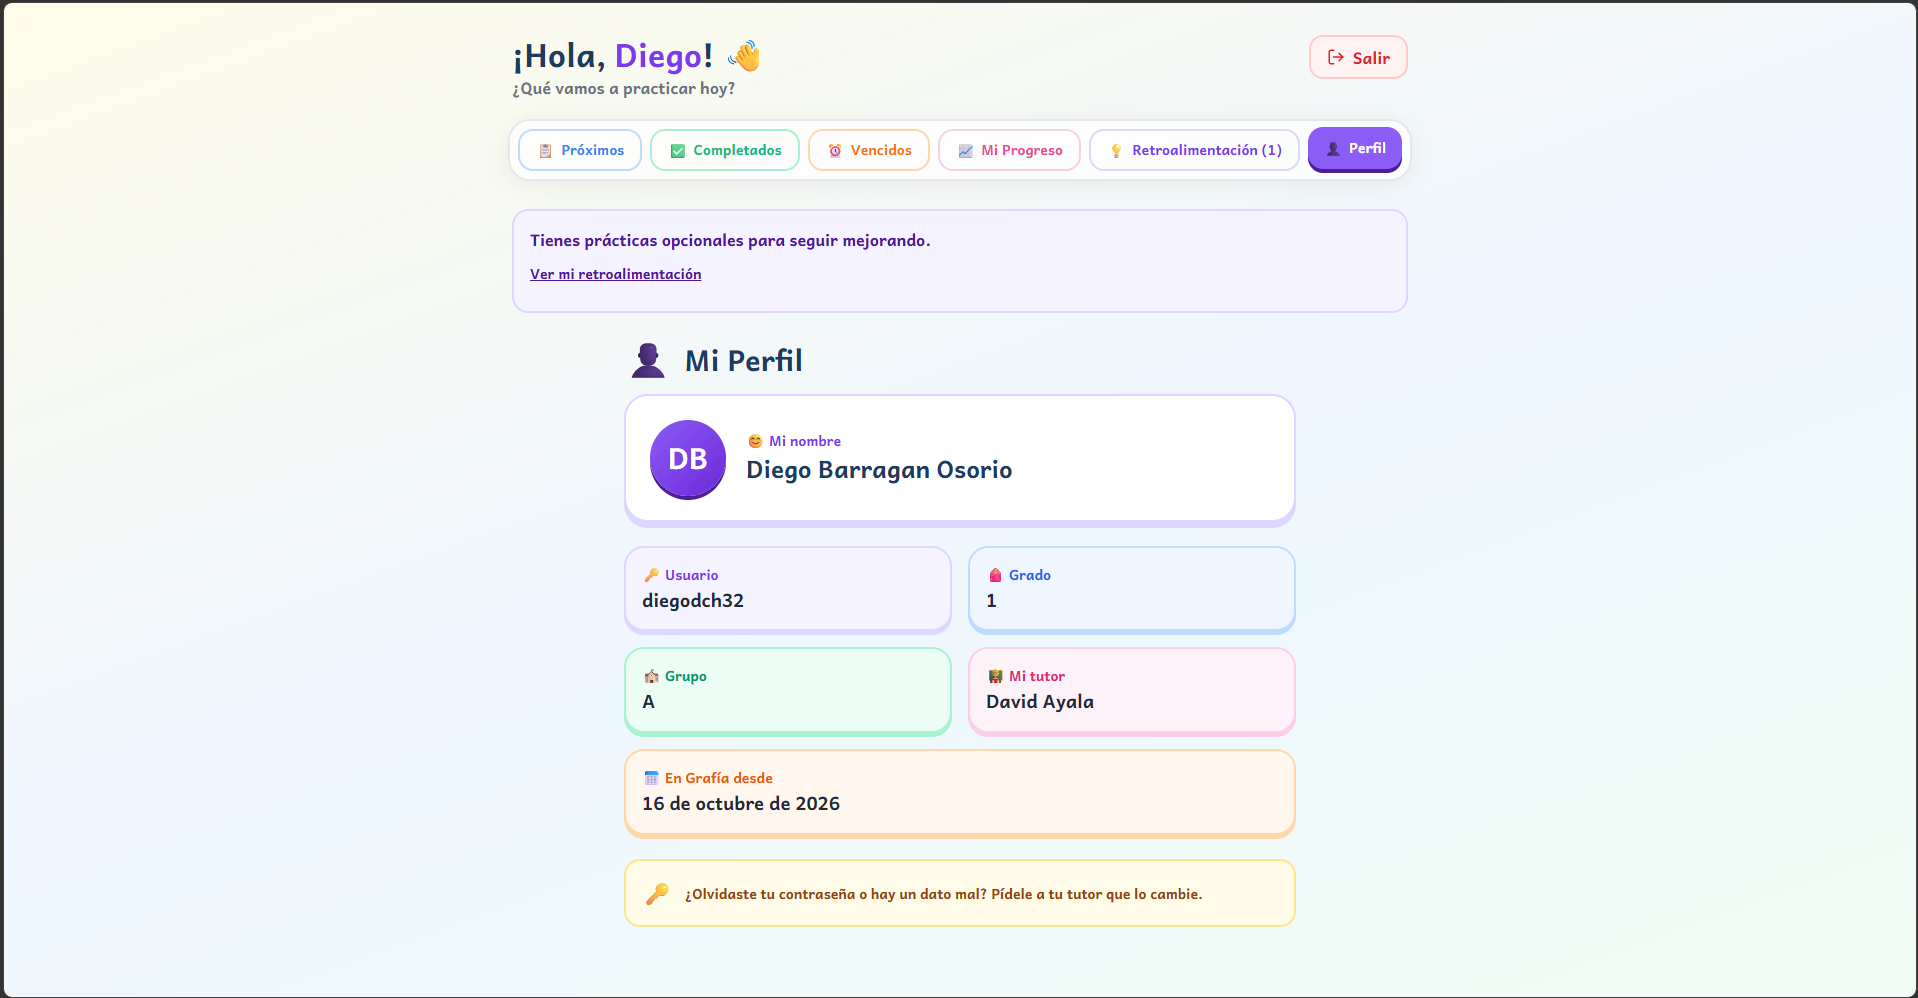 ¡Hola, Diego!
Salir
¿Qué vamos a practicar hoy?
Próximos
Completados
Vencidos
Mi Progreso
Retroalimentación (1)
Perfil
Tienes prácticas opcionales para seguir mejorando.
Ver mi retroalimentación
Mi Perfil
DB
Mi nombre
Diego Barragan Osorio
Usuario
diegodch32
Grado
1
Grupo
A
Mi tutor
David Ayala
En Grafía desde
16 de octubre de 2026
¿Olvidaste tu contraseña o hay un dato mal? Pídele a tu tutor que lo cambie.